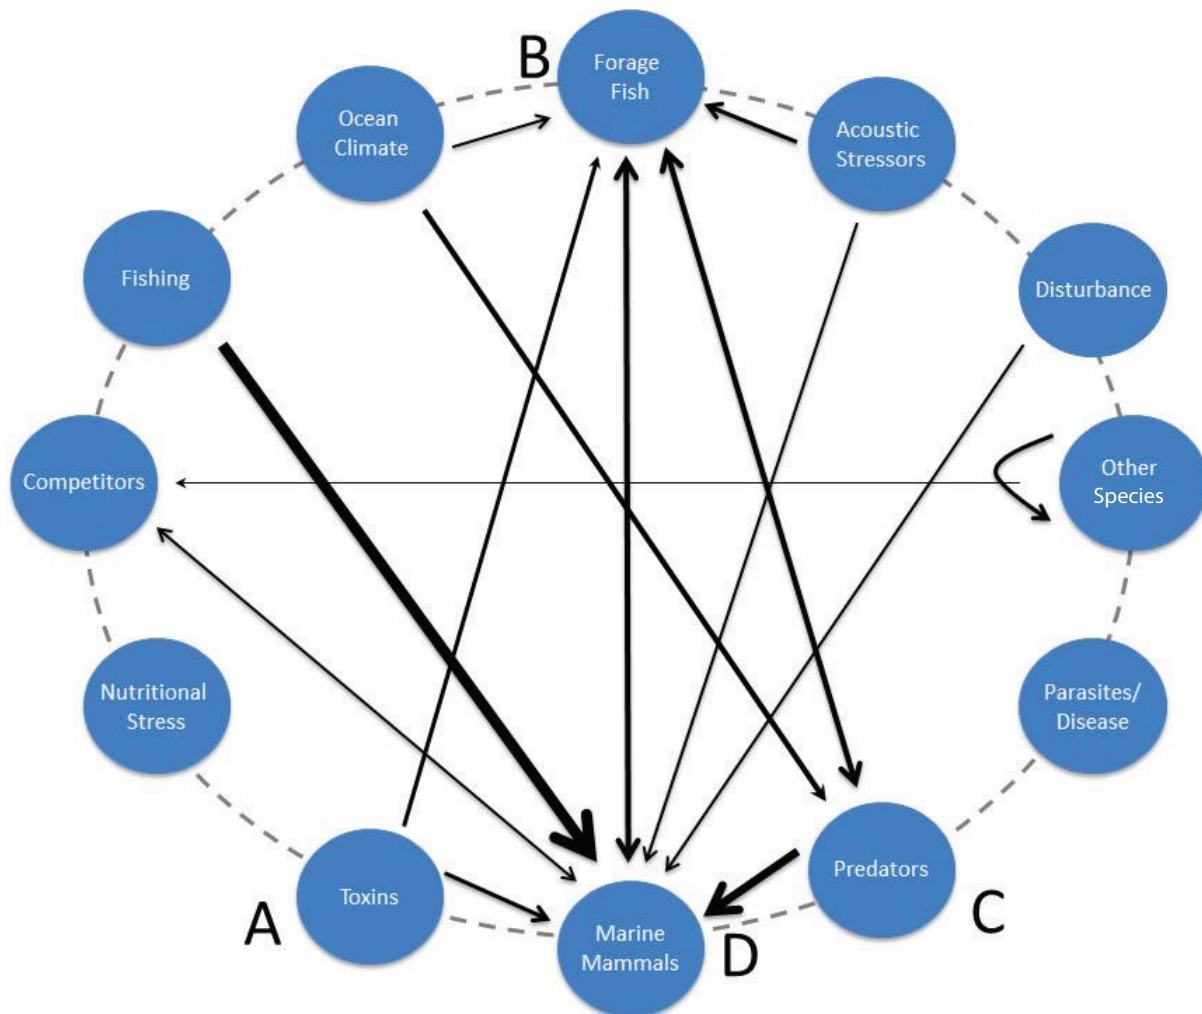 B
Forage
Fish
Ocean
Climate
Acoustic
Stressors
Fishing
Disturbance
Competitors
Other
Species
Nutritional
Stress
Parasites/
Disease
Toxins
A
Predators
C
Marine
Mammals
D